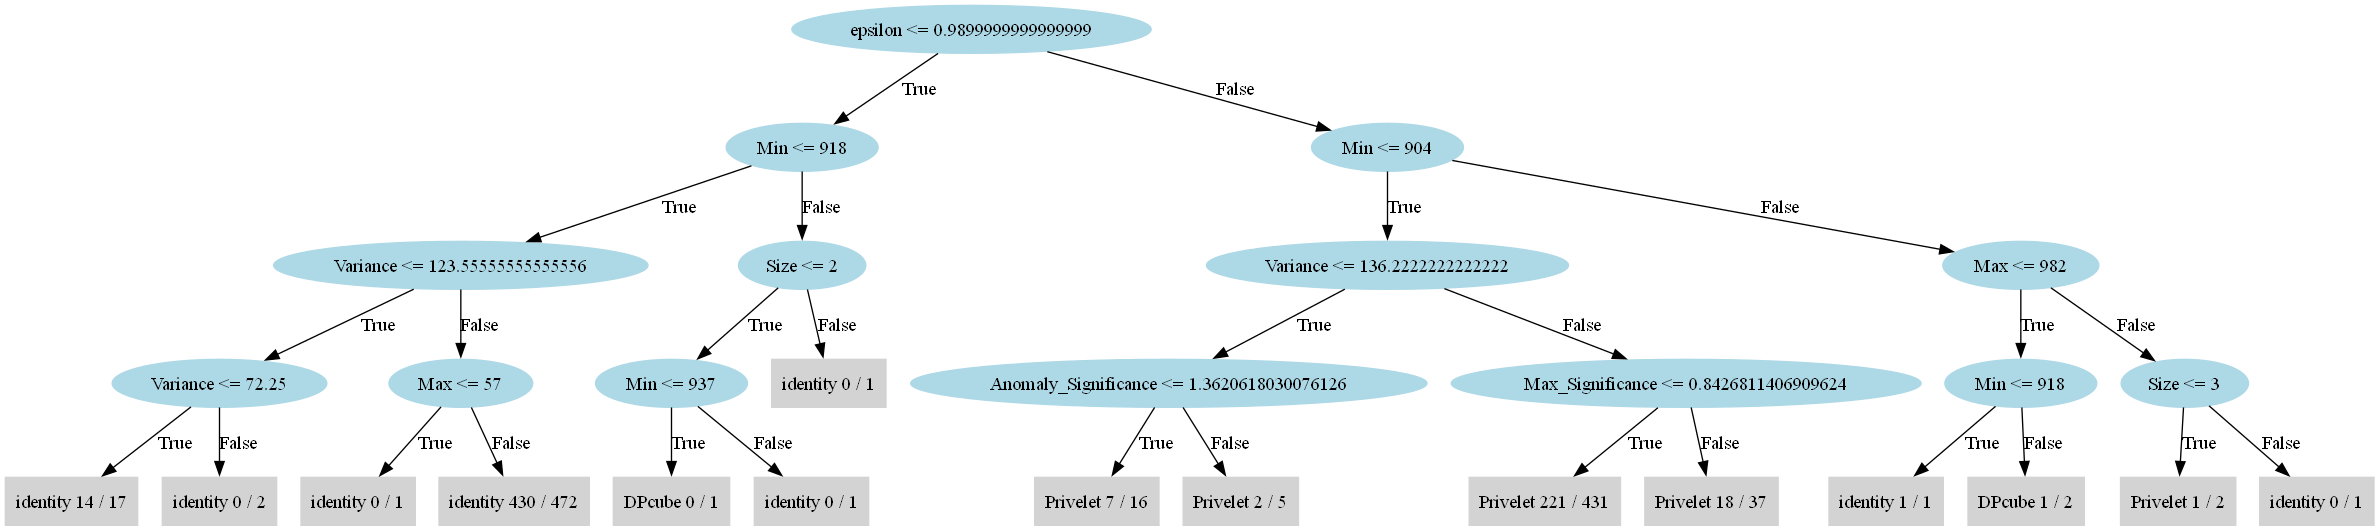 epsilon <= 0.9899999999999999
True
False
Min <= 918
Min <= 904
True
False
True
False
Variance <= 123.55555555555556
Size <= 2
Variance <= 136.2222222222222
Max <= 982
True
False
True
False
True
False
True
False
Variance <= 72.25
Max <= 57
Min <= 937
identity 0 / 1
Anomaly_Significance <= 1.3620618030076126
Max_Significance <= 0.8426811406909624
Min <= 918
Size <= 3
True
False
True
False
True
False
True
False
True
False
True
False
True
False
identity 14 / 17
identity 0 / 2
identity 0 / 1
identity 430 / 472
DPcube 0 / 1
identity 0 / 1
Privelet 7 / 16
Privelet 2 / 5
Privelet 221 / 431
Privelet 18 / 37
identity 1 / 1
DPcube 1 / 2
Privelet 1 / 2
identity 0 / 1